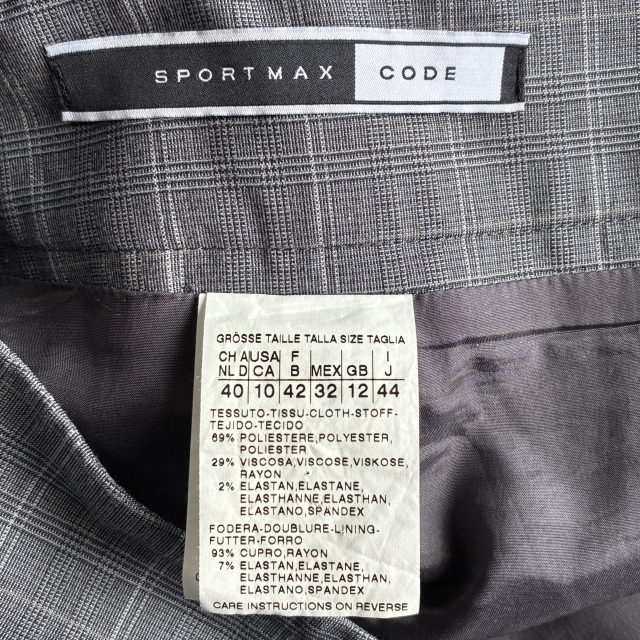 SPORTMAX CODE
GRÖSSE TAILLE TALLA SIZE TAGLIA
CH A USA F I
NL D CA B MEX GB J
40 10 42 32 12 44
TESSUTO-TISSU-CLOTH-STOFF-
TEJIDO-TECIDO
69% POLIESTERE,POLYESTER,
POLIESTER
29% VISCOSA,VISCOSE,VISKOSE,
RAYON
2% ELASTAN,ELASTANE,
ELASTHANNE,ELASTHAN,
ELASTANO,SPANDEX
FODERA-DOUBLURE-LINING-
FUTTER-FORRO
93% CUPRO,RAYON
7% ELASTAN,ELASTANE,
ELASTHANNE,ELASTHAN,
ELASTANO,SPANDEX
CARE INSTRUCTIONS ON REVERSE